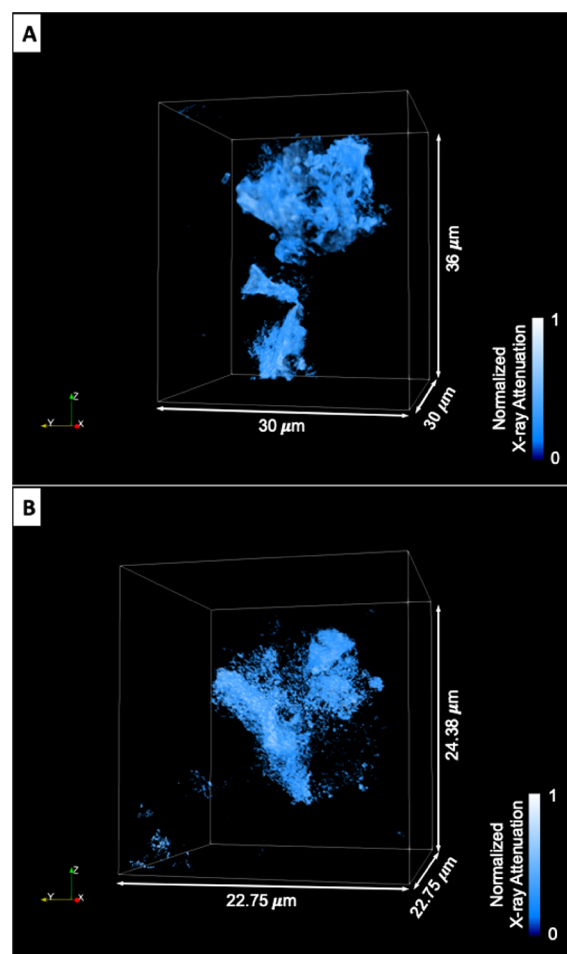 A
36 μm
30 μm
30 μm
Normalized
X-ray Attenuation
1
0
Z
Y
X
B
24.38 μm
22.75 μm
22.75 μm
Normalized
X-ray Attenuation
1
0
Z
Y
X